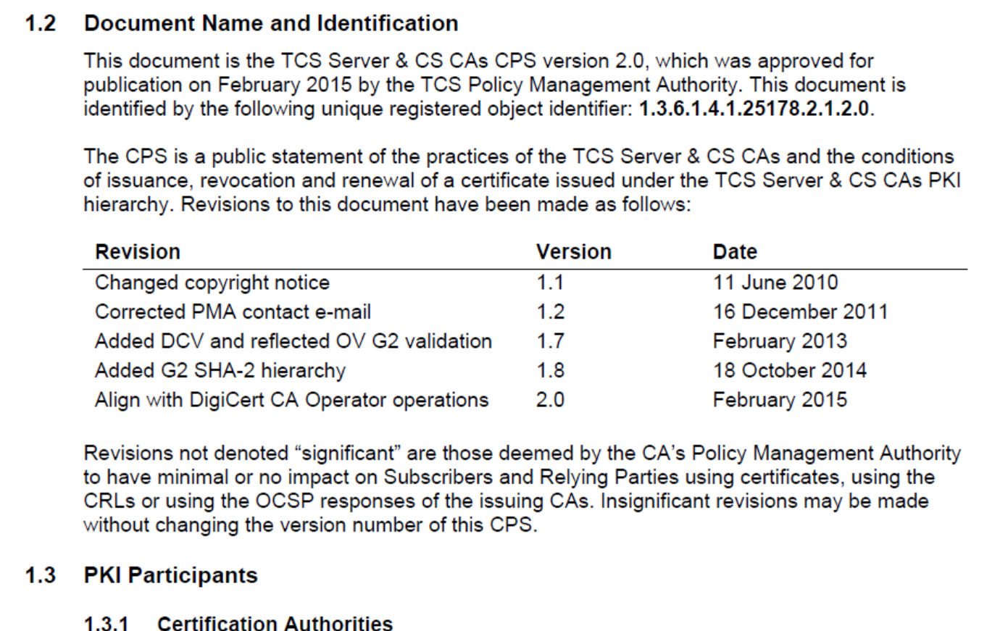 1.2 Document Name and Identification
This document is the TCS Server & CS CAs CPS version 2.0, which was approved for
publication on February 2015 by the TCS Policy Management Authority. This document is
identified by the following unique registered object identifier: 1.3.6.1.4.1.25178.2.1.2.0.
The CPS is a public statement of the practices of the TCS Server & CS CAs and the conditions
of issuance, revocation and renewal of a certificate issued under the TCS Server & CS CAs PKI
hierarchy. Revisions to this document have been made as follows:
Revision Version Date
Changed copyright notice 1.1 11 June 2010
Corrected PMA contact e-mail 1.2 16 December 2011
Added DCV and reflected OV G2 validation 1.7 February 2013
Added G2 SHA-2 hierarchy 1.8 18 October 2014
Align with DigiCert CA Operator operations 2.0 February 2015
Revisions not denoted “significant” are those deemed by the CA’s Policy Management Authority
to have minimal or no impact on Subscribers and Relying Parties using certificates, using the
CRLs or using the OCSP responses of the issuing CAs. Insignificant revisions may be made
without changing the version number of this CPS.
1.3 PKI Participants
1.3.1 Certification Authorities